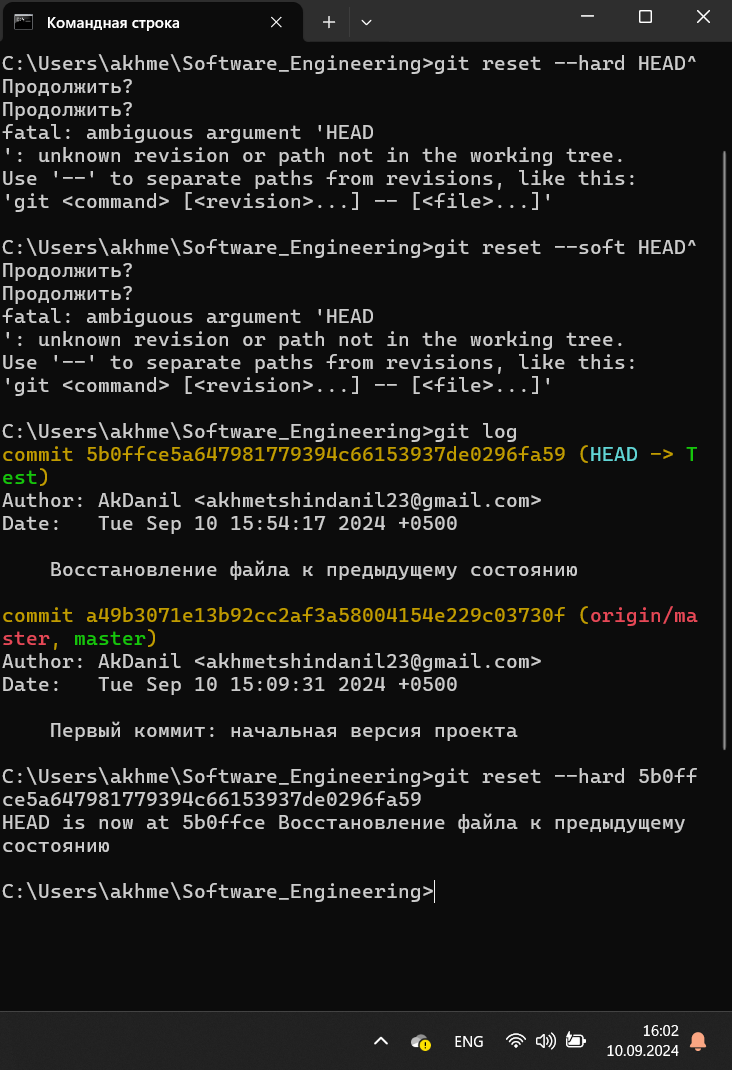 Командная строка
C:\Users\akhme\Software_Engineering>git reset --hard HEAD^
Продолжить?
Продолжить?
fatal: ambiguous argument 'HEAD
': unknown revision or path not in the working tree.
Use '--' to separate paths from revisions, like this:
'git <command> [<revision>...] -- [<file>...]'
C:\Users\akhme\Software_Engineering>git reset --soft HEAD^
Продолжить?
Продолжить?
fatal: ambiguous argument 'HEAD
': unknown revision or path not in the working tree.
Use '--' to separate paths from revisions, like this:
'git <command> [<revision>...] -- [<file>...]'
C:\Users\akhme\Software_Engineering>git log
commit 5b0ffce5a647981779394c66153937de0296fa59 (HEAD -> T
est)
Author: AkDanil <akhmetshindanil23@gmail.com>
Date:   Tue Sep 10 15:54:17 2024 +0500
Восстановление файла к предыдущему состоянию
commit a49b3071e13b92cc2af3a58004154e229c03730f (origin/ma
ster, master)
Author: AkDanil <akhmetshindanil23@gmail.com>
Date:   Tue Sep 10 15:09:31 2024 +0500
Первый коммит: начальная версия проекта
C:\Users\akhme\Software_Engineering>git reset --hard 5b0ff
ce5a647981779394c66153937de0296fa59
HEAD is now at 5b0ffce Восстановление файла к предыдущему
состоянию
C:\Users\akhme\Software_Engineering>
ENG
16:02
10.09.2024